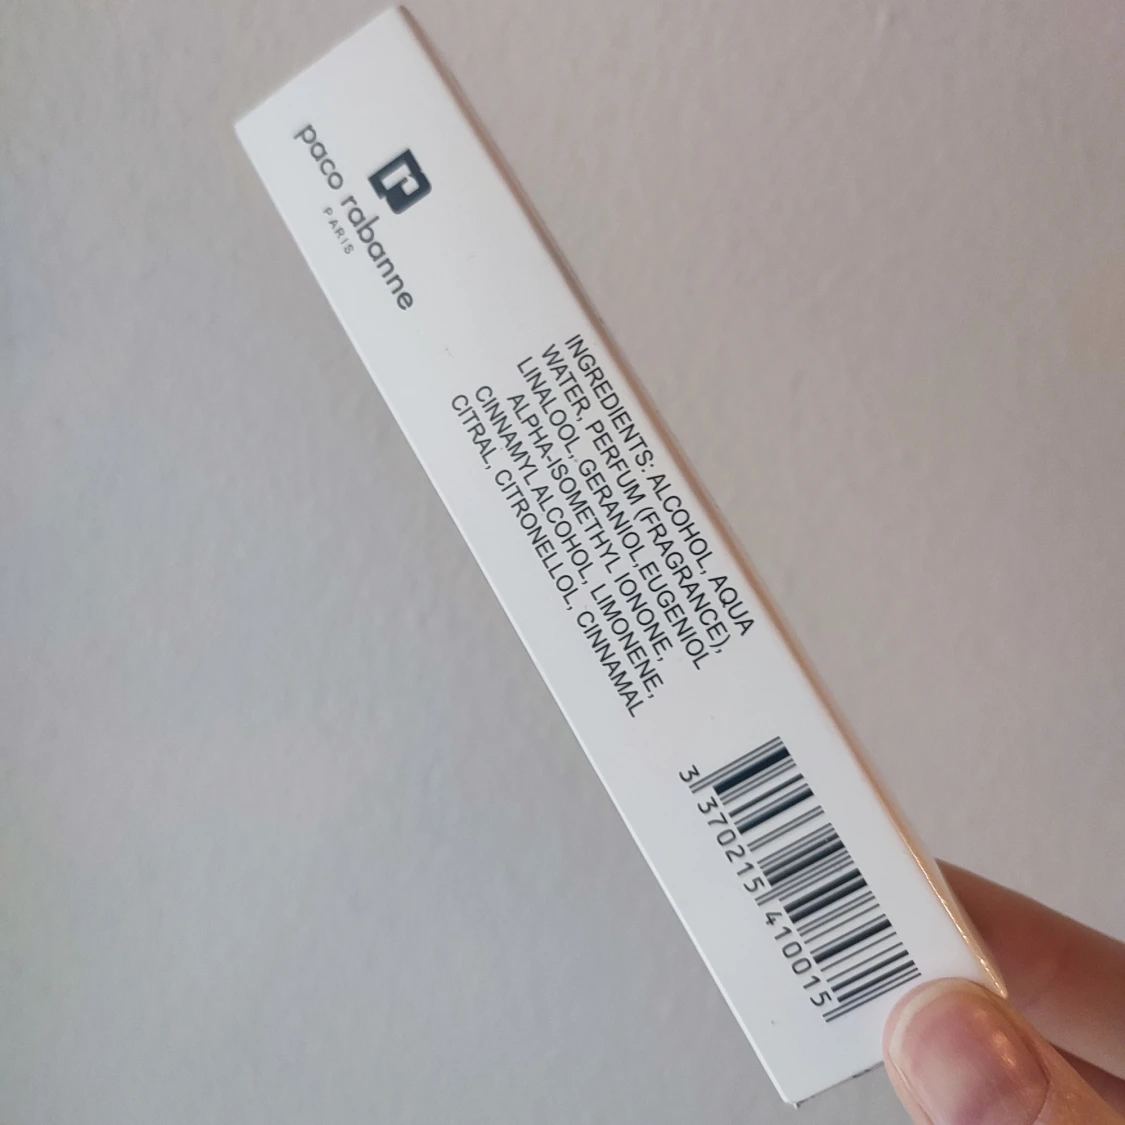 paco rabanne
PARIS
INGREDIENTS: ALCOHOL, AQUA
WATER, PERFUM (FRAGRANCE),
LINALOOL, GERANIOL,EUGENIOL
ALPHA-ISOMETHYL IONONE,
CINNAMYL ALCOHOL, LIMONENE,
CITRAL, CITRONELLOL, CINNAMAL
3 370215 410015